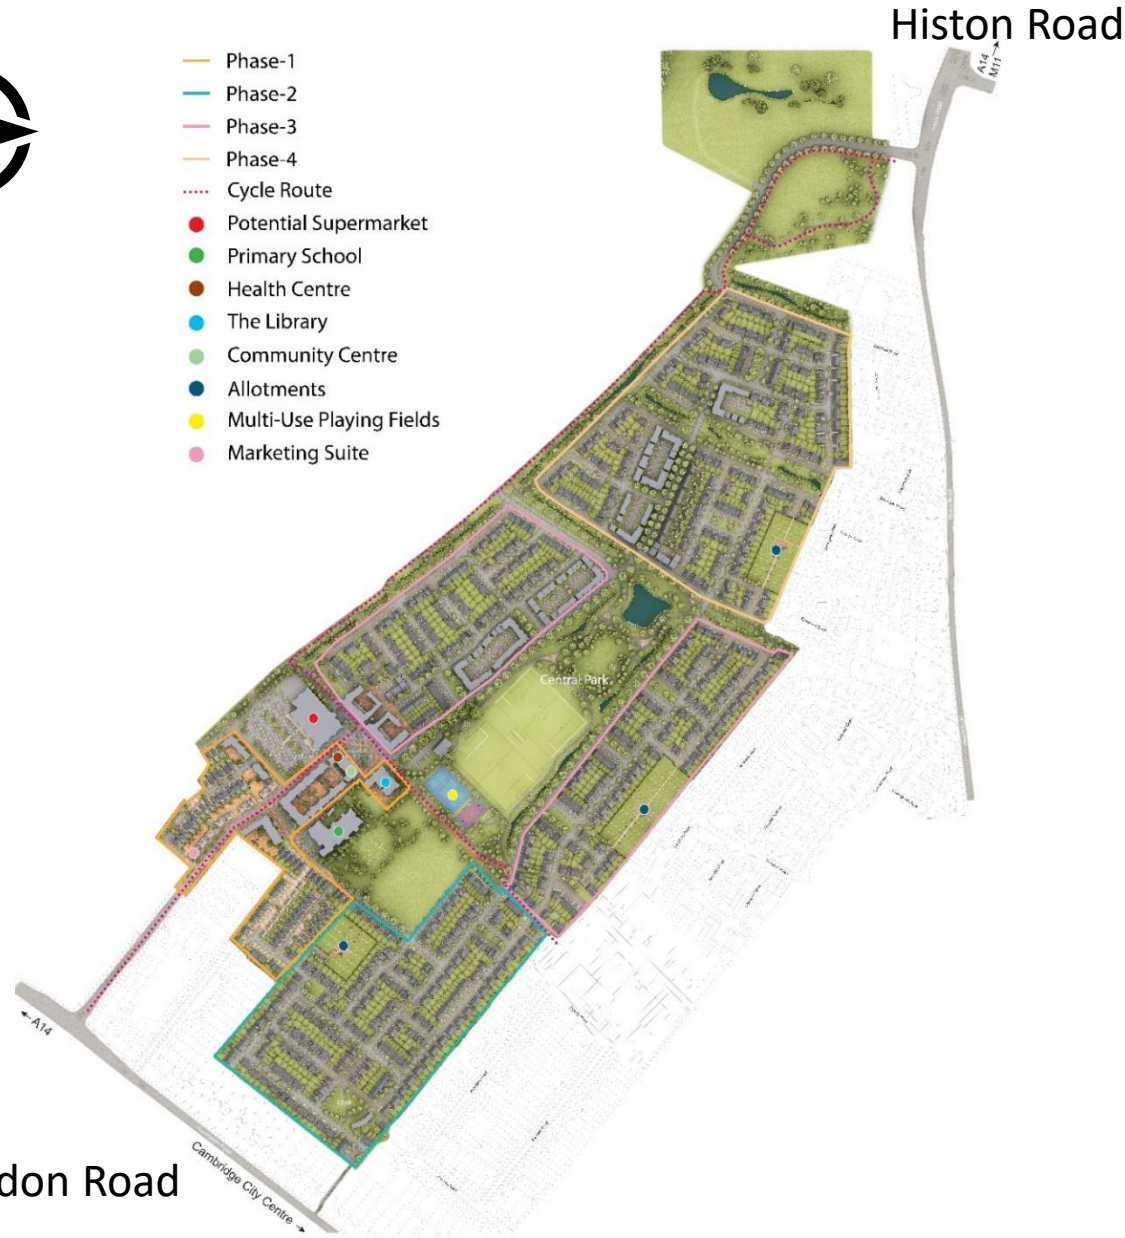 Histon Road
A14
M11
Phase-1
Phase-2
Phase-3
Phase-4
Cycle Route
Potential Supermarket
Primary School
Health Centre
The Library
Community Centre
Allotments
Multi-Use Playing Fields
Marketing Suite
Central Park
A14
Cambridge City Centre
don Road